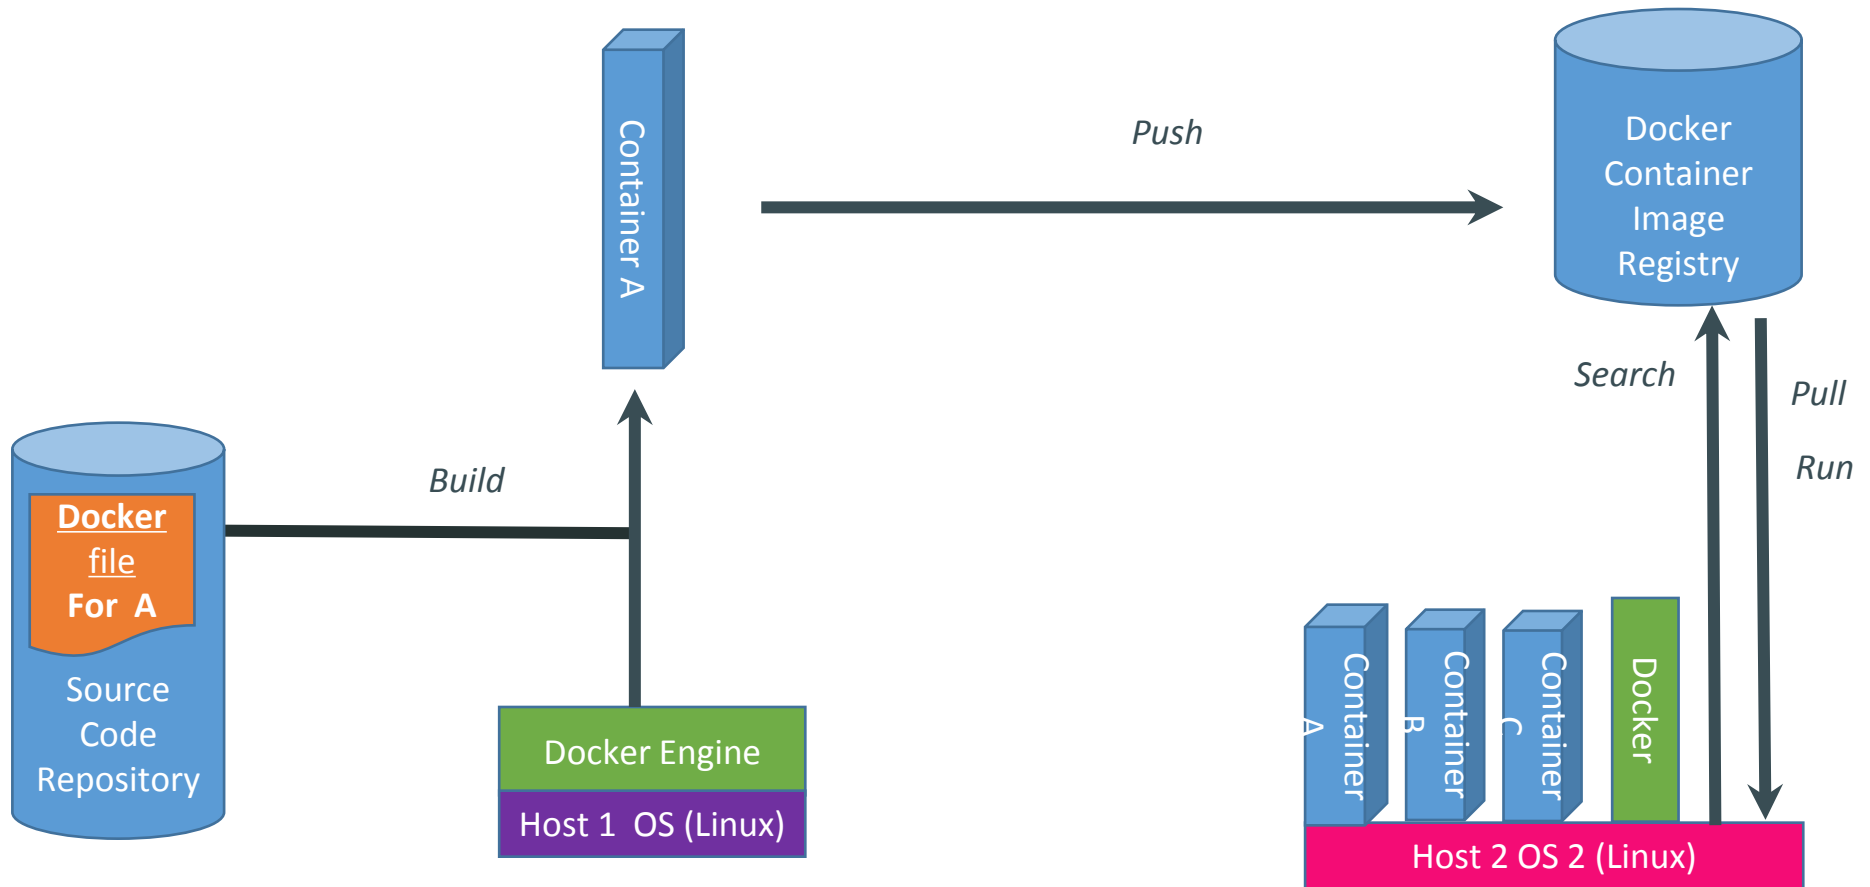 Container A
Push
Docker
Container
Image
Registry
Search
Pull
Run
Build
Docker
file
For A
Source
Code
Repository
Docker Engine
Host 1 OS (Linux)
Container
A
Container
B
Container
C
Docker
Host 2 OS 2 (Linux)